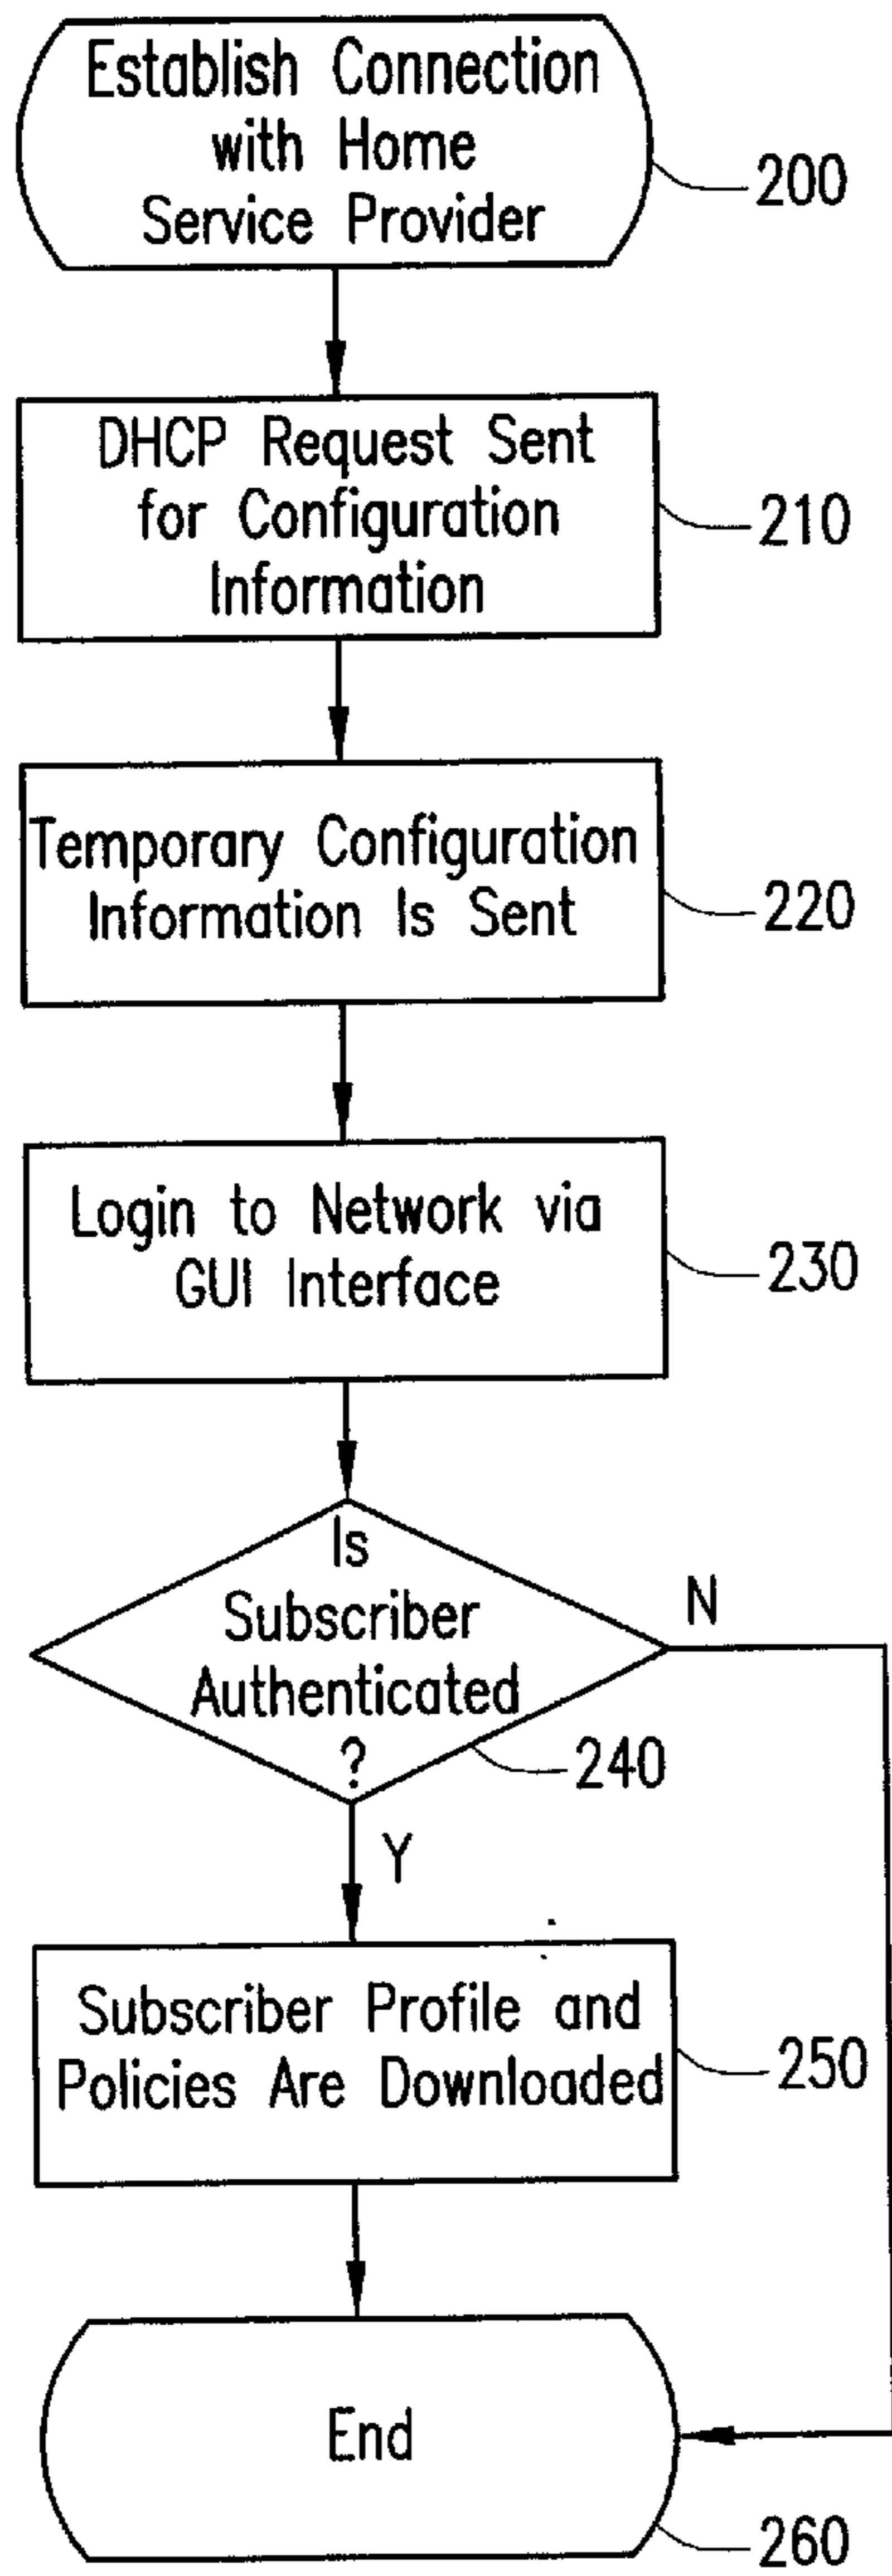 Establish Connection
with Home
Service Provider
200
DHCP Request Sent
for Configuration
Information
210
Temporary Configuration
Information Is Sent
220
Login to Network via
GUI Interface
230
Is
Subscriber
Authenticated
?
N
240
Y
Subscriber Profile and
Policies Are Downloaded
250
End
260